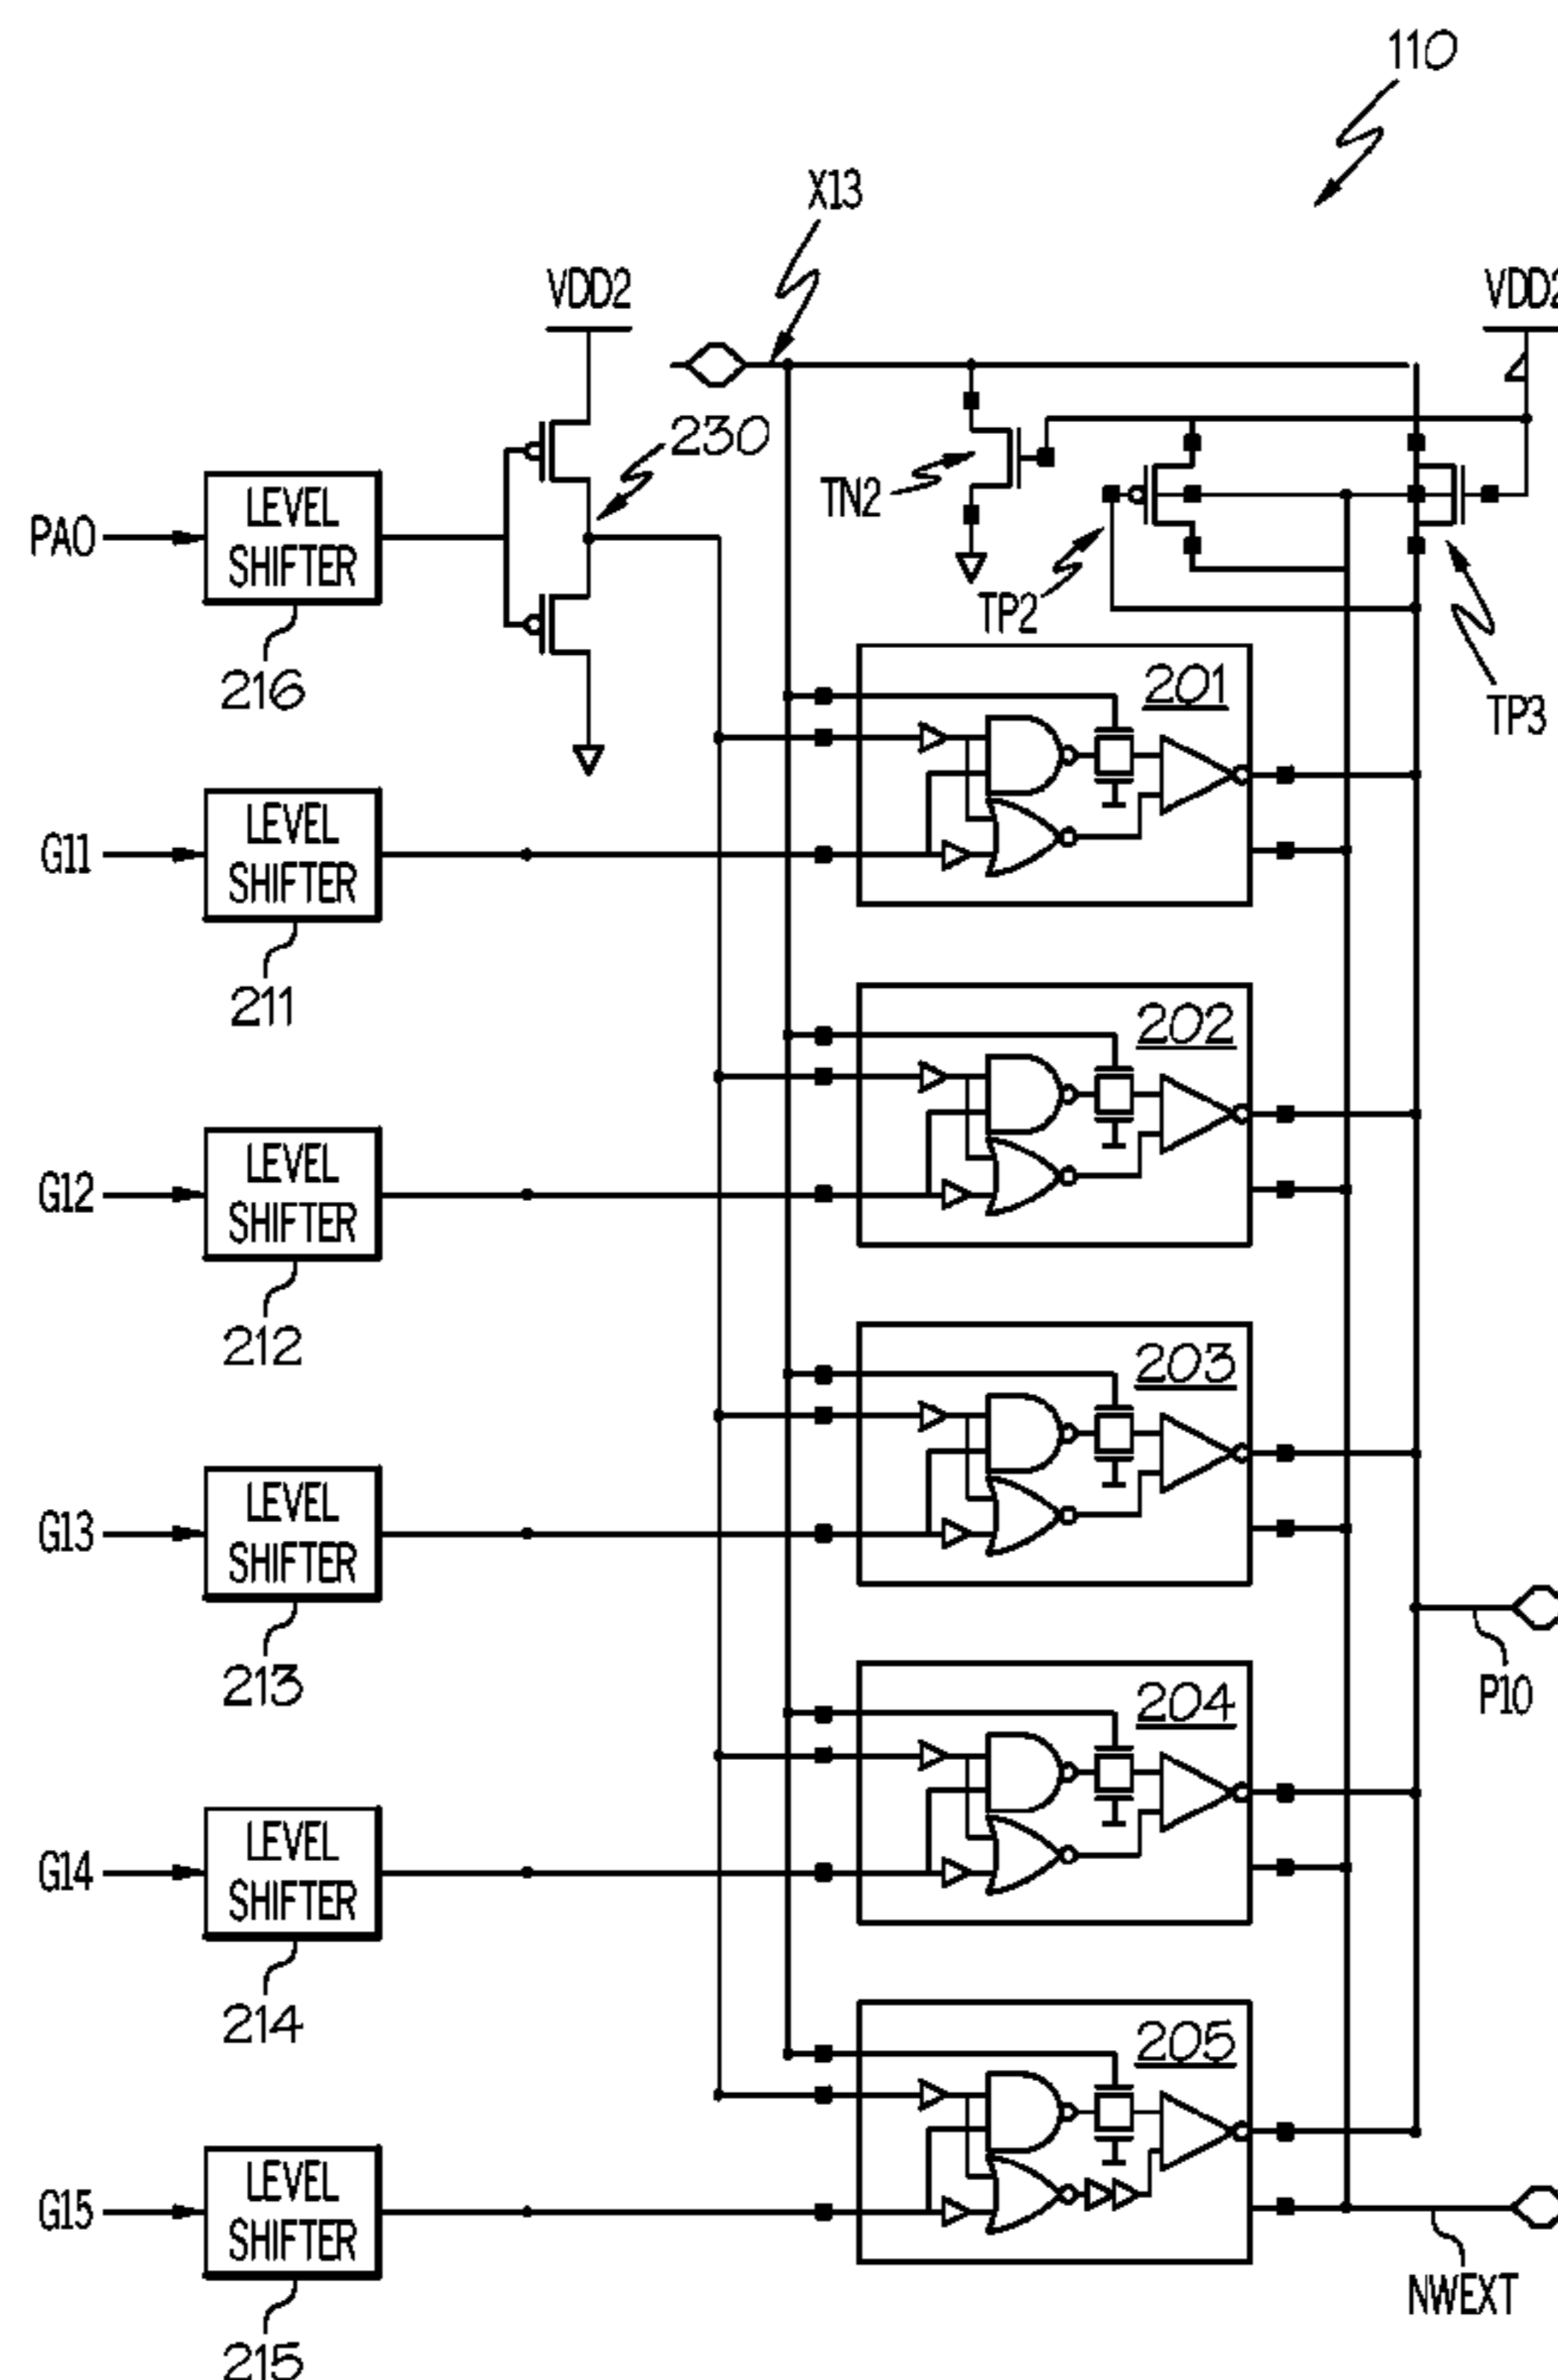 110
X13
VDD2
VDD2
230
PA0
LEVEL
SHIFTER
TN2
TP2
216
201
TP3
G11
LEVEL
SHIFTER
211
202
G12
LEVEL
SHIFTER
212
203
G13
LEVEL
SHIFTER
213
204
P10
G14
LEVEL
SHIFTER
214
205
G15
LEVEL
SHIFTER
NWEXT
215